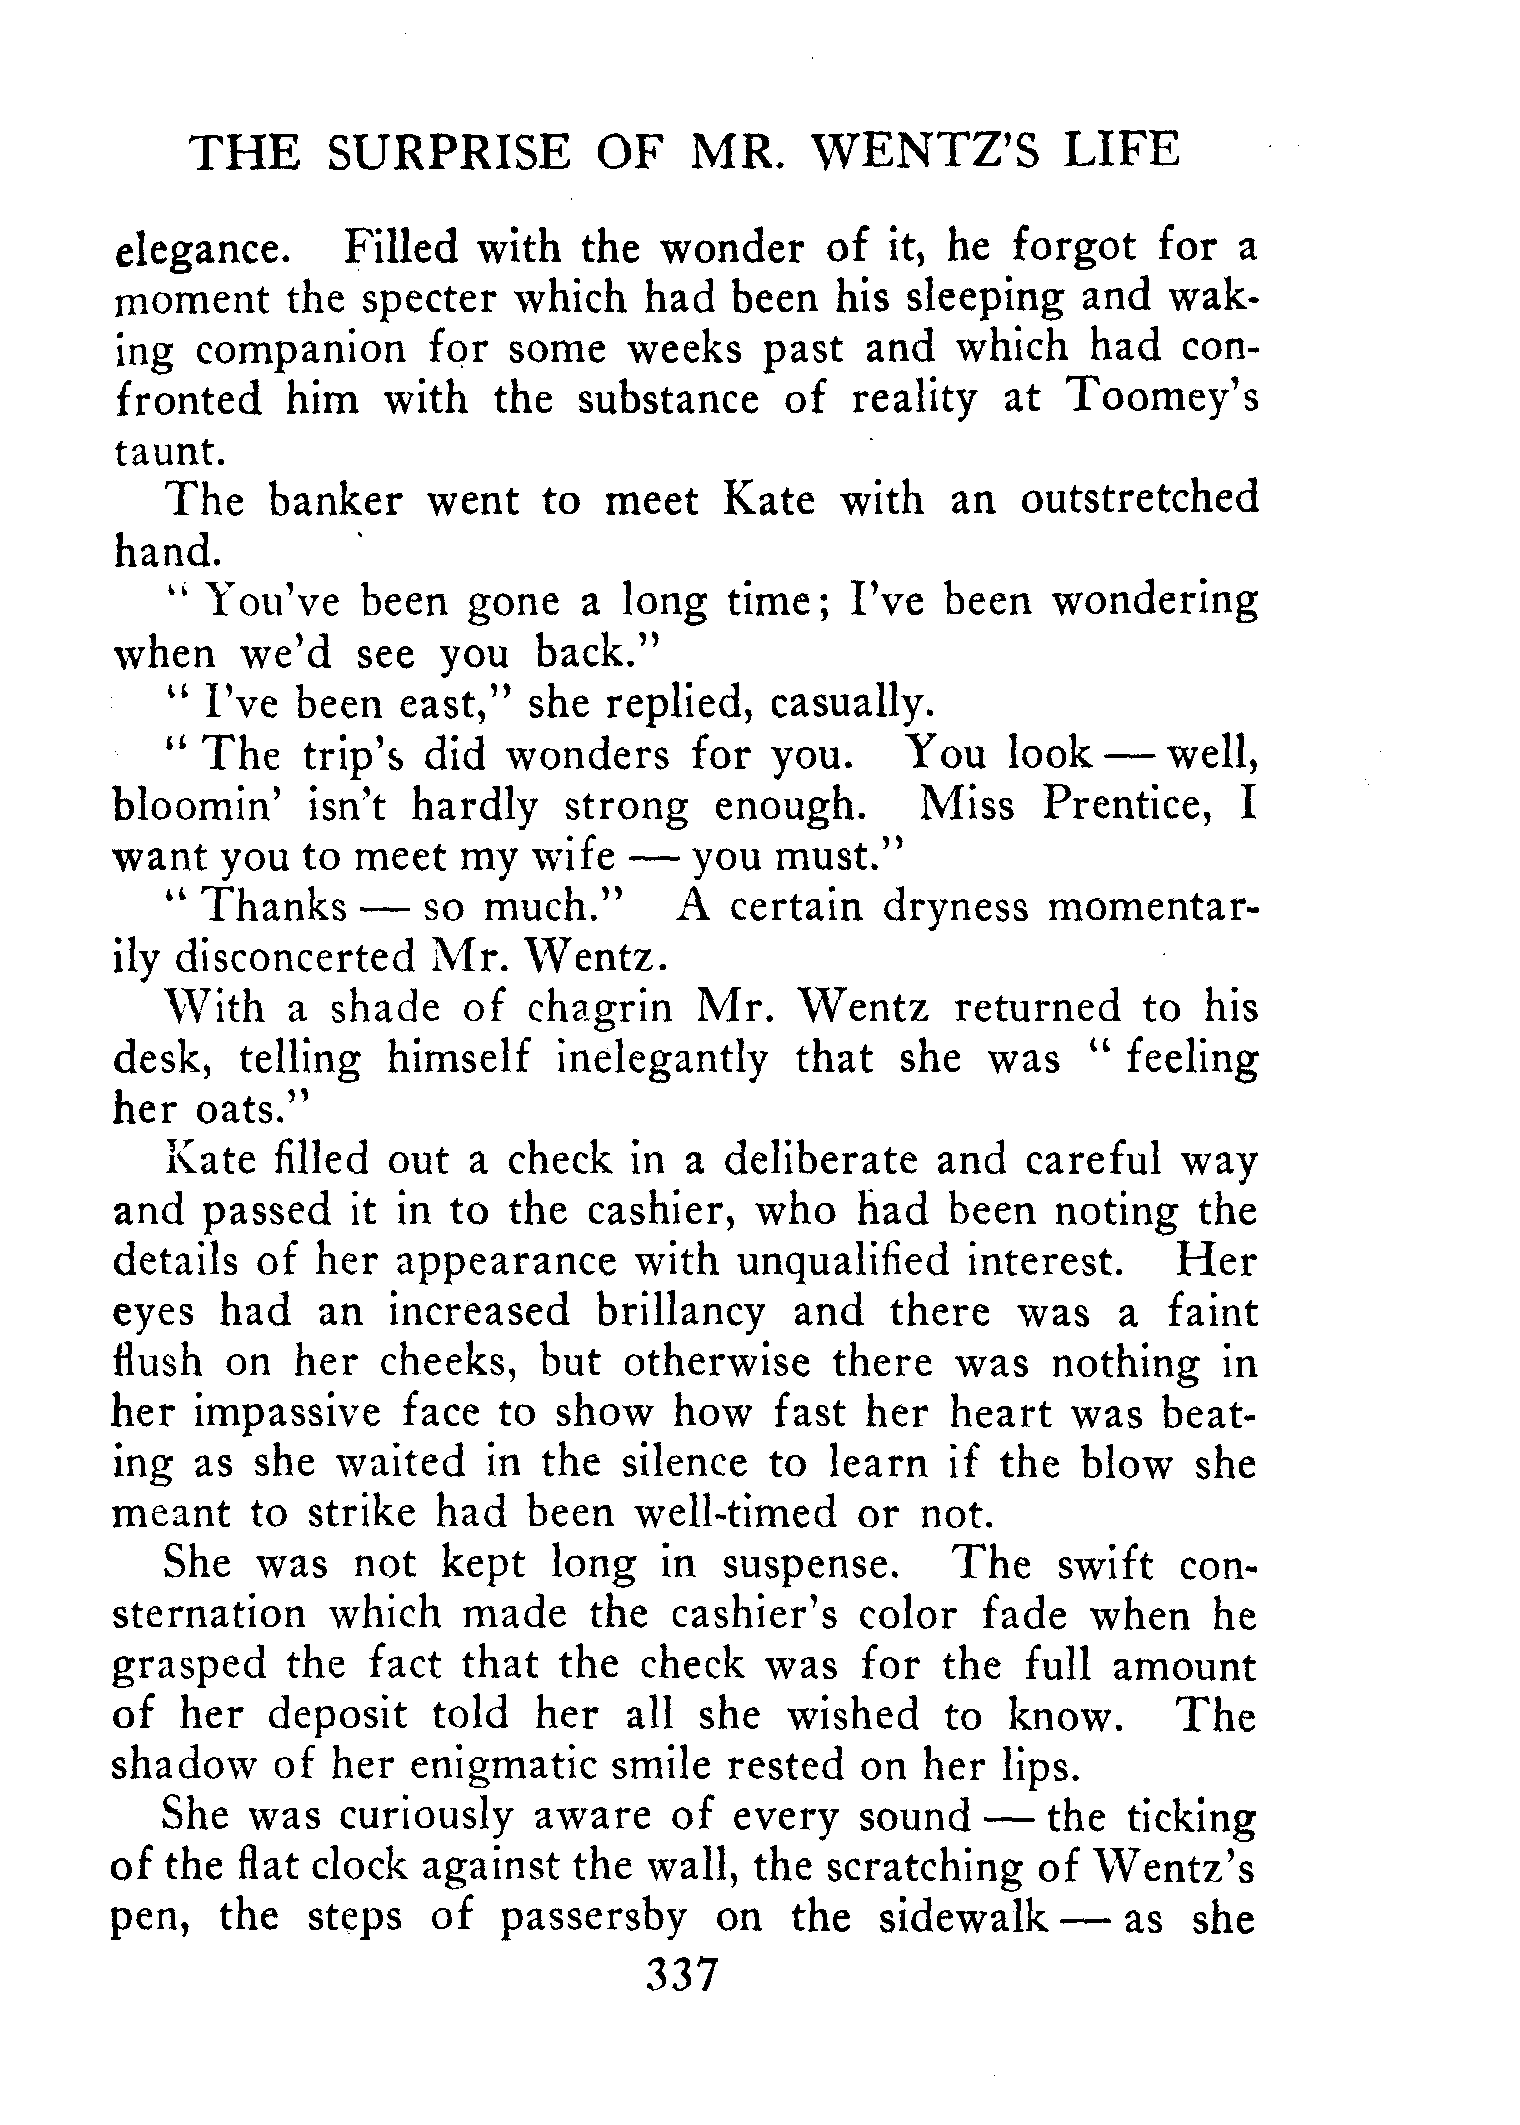 THE SURPRISE OF MR. WENTZ'S LIFE
elegance. Filled with the wonder of it, he forgot for a
moment the specter which had been his sleeping and wak-
ing companion for some weeks past and which had con-
fronted him with the substance of reality at Toomey's
taunt.
The banker went to meet Kate with an outstretched
hand.
" You've been gone a long time; I've been wondering
when we'd see you back."
" I've been east," she replied, casually.
" The trip's did wonders for you. You look — well,
bloomin' isn't hardly strong enough. Miss Prentice, I
want you to meet my wife — you must."
" Thanks — so much." A certain dryness momentar-
ily disconcerted Mr. Wentz.
With a shade of chagrin Mr. Wentz returned to his
desk, telling himself inelegantly that she was " feeling
her oats."
Kate filled out a check in a deliberate and careful way
and passed it in to the cashier, who had been noting the
details of her appearance with unqualified interest. Her
eyes had an increased brillancy and there was a faint
flush on her cheeks, but otherwise there was nothing in
her impassive face to show how fast her heart was beat-
ing as she waited in the silence to learn if the blow she
meant to strike had been well-timed or not.
She was not kept long in suspense. The swift con-
sternation which made the cashier's color fade when he
grasped the fact that the check was for the full amount
of her deposit told her all she wished to know. The
shadow of her enigmatic smile rested on her lips.
She was curiously aware of every sound — the ticking
of the flat clock against the wall, the scratching of Wentz's
pen, the steps of passersby on the sidewalk — as she
337